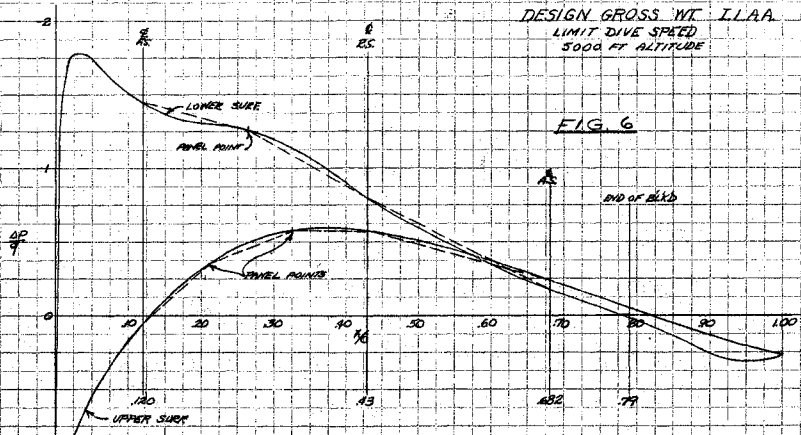 DESIGN GROSS WT I.I.A.A.
LIMIT DIVE SPEED
5000 FT ALTITUDE
FIG. 6
-2
℄
F.S.
℄
R.S.
LOWER SURF
PANEL POINT
-1
℄
A.S.
END OF BLK'D
ΔP
q
PANEL POINTS
0
.10
.20
.30
.40
X/C
.50
.60
.70
.80
.90
1.00
.120
.43
.682
.79
UPPER SURF